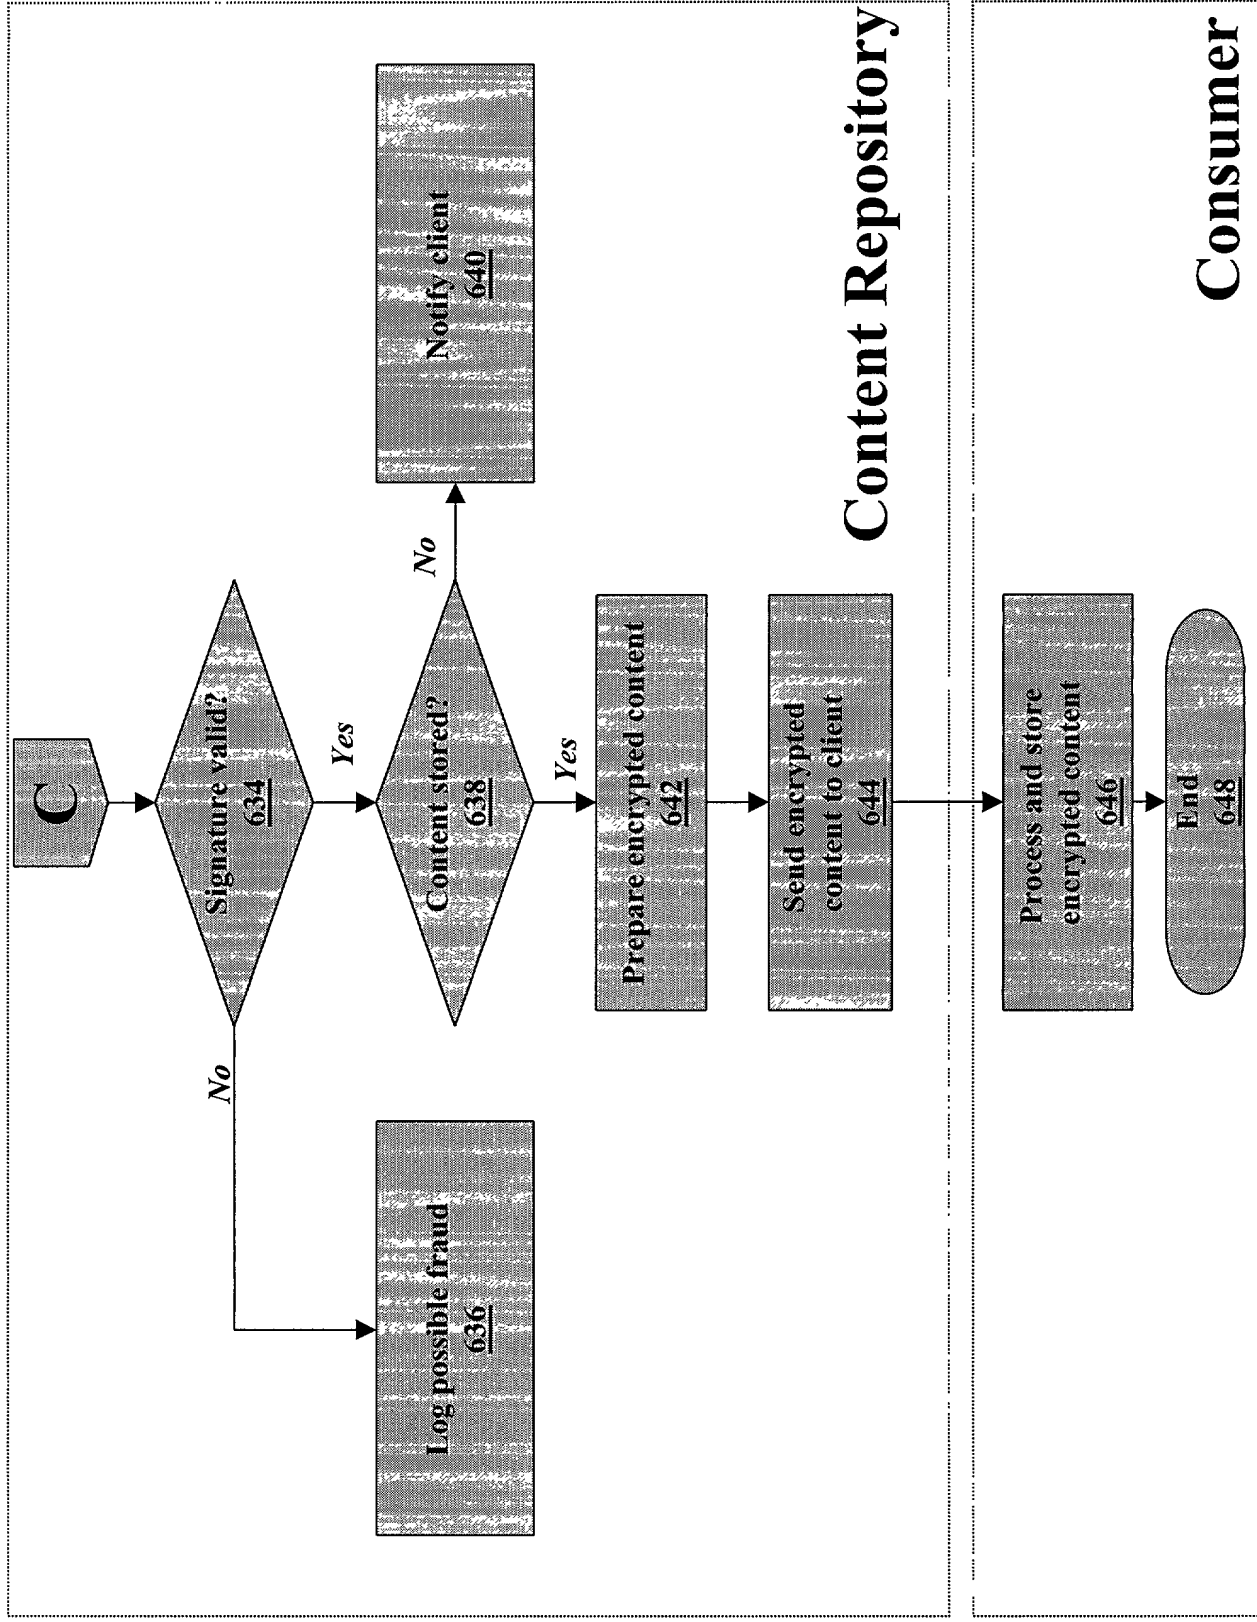 C
Signature valid?
634
No
Yes
Log possible fraud
636
Content stored?
638
No
Notify client
640
Yes
Prepare encrypted content
642
Send encrypted
content to client
644
Content Repository
Process and store
encrypted content
646
End
648
Consumer